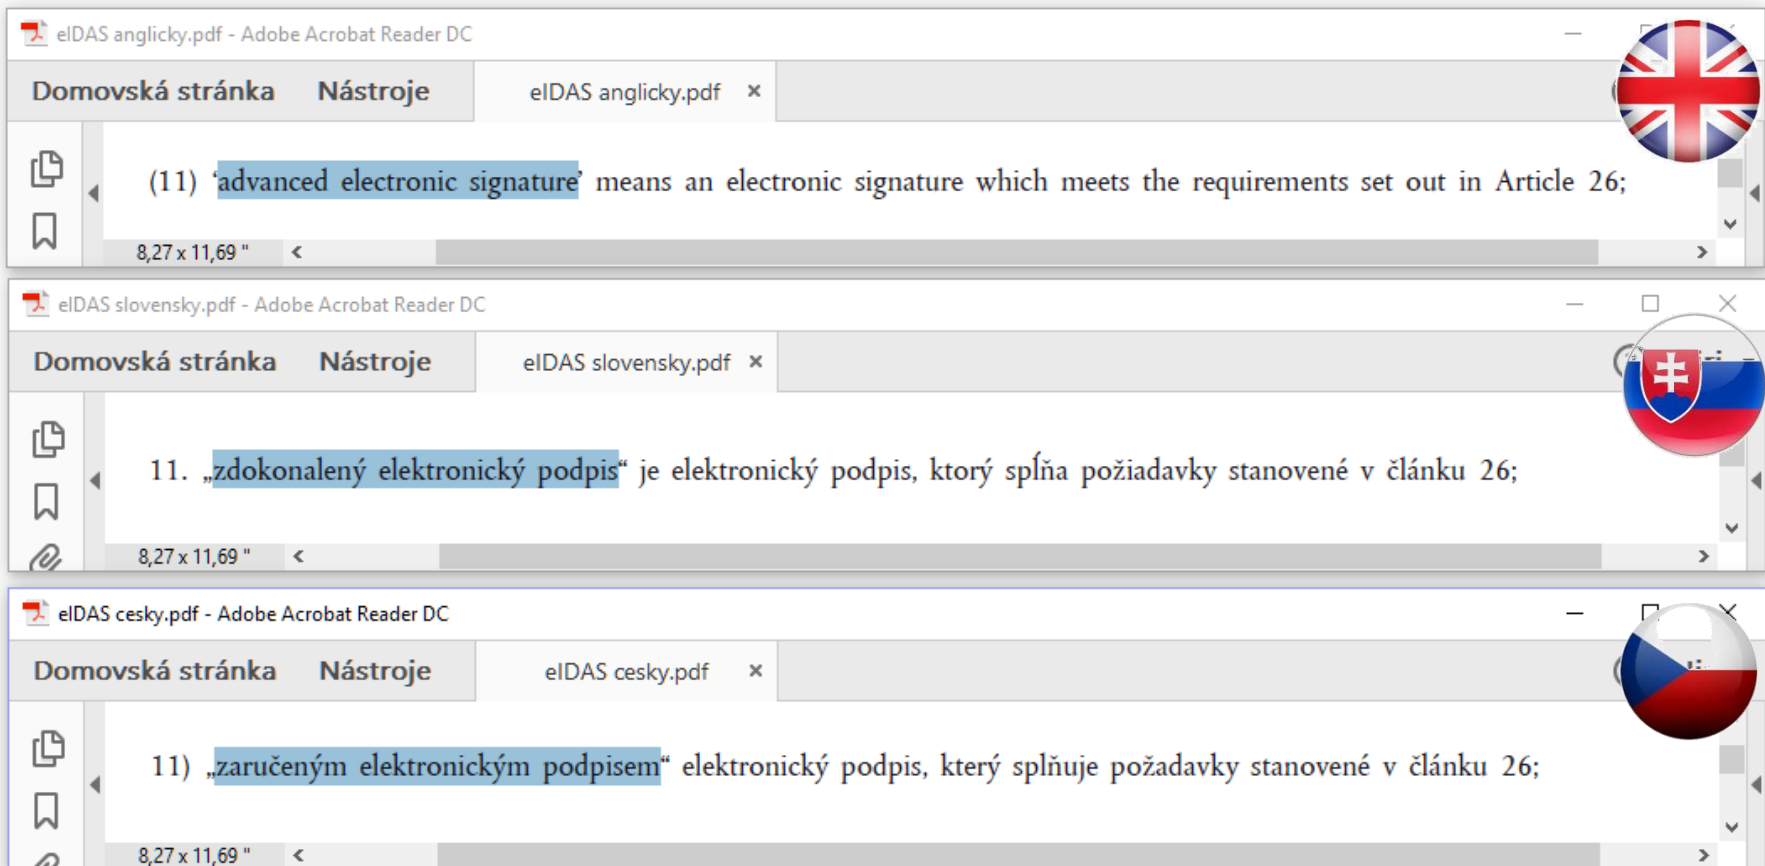 eIDAS anglicky.pdf - Adobe Acrobat Reader DC
Domovská stránka Nástroje eIDAS anglicky.pdf ×
(11) ‘advanced electronic signature’ means an electronic signature which meets the requirements set out in Article 26;
8,27 x 11,69 "
eIDAS slovensky.pdf - Adobe Acrobat Reader DC
Domovská stránka Nástroje eIDAS slovensky.pdf ×
11. „zdokonalený elektronický podpis“ je elektronický podpis, ktorý spĺňa požiadavky stanovené v článku 26;
8,27 x 11,69 "
eIDAS cesky.pdf - Adobe Acrobat Reader DC
Domovská stránka Nástroje eIDAS cesky.pdf ×
11) „zaručeným elektronickým podpisem“ elektronický podpis, který splňuje požadavky stanovené v článku 26;
8,27 x 11,69 "